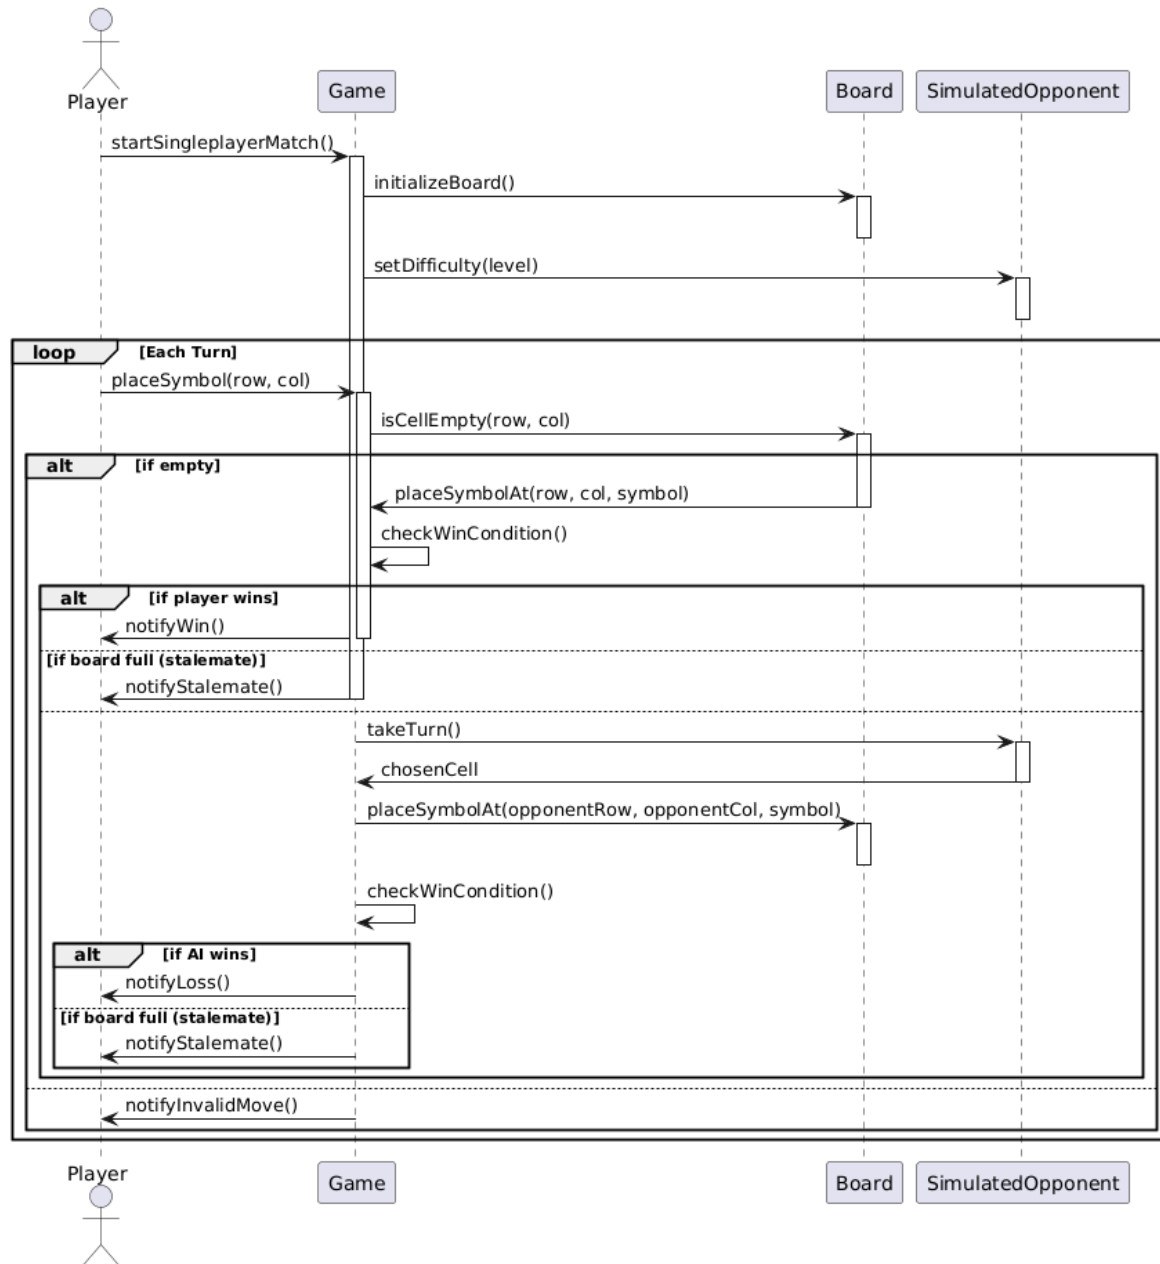 Player
Game
Board
SimulatedOpponent
startSingleplayerMatch()
initializeBoard()
setDifficulty(level)
loop [Each Turn]
placeSymbol(row, col)
isCellEmpty(row, col)
alt [if empty]
placeSymbolAt(row, col, symbol)
checkWinCondition()
alt [if player wins]
notifyWin()
[if board full (stalemate)]
notifyStalemate()
takeTurn()
chosenCell
placeSymbolAt(opponentRow, opponentCol, symbol)
checkWinCondition()
alt [if AI wins]
notifyLoss()
[if board full (stalemate)]
notifyStalemate()
notifyInvalidMove()
Player
Game
Board
SimulatedOpponent